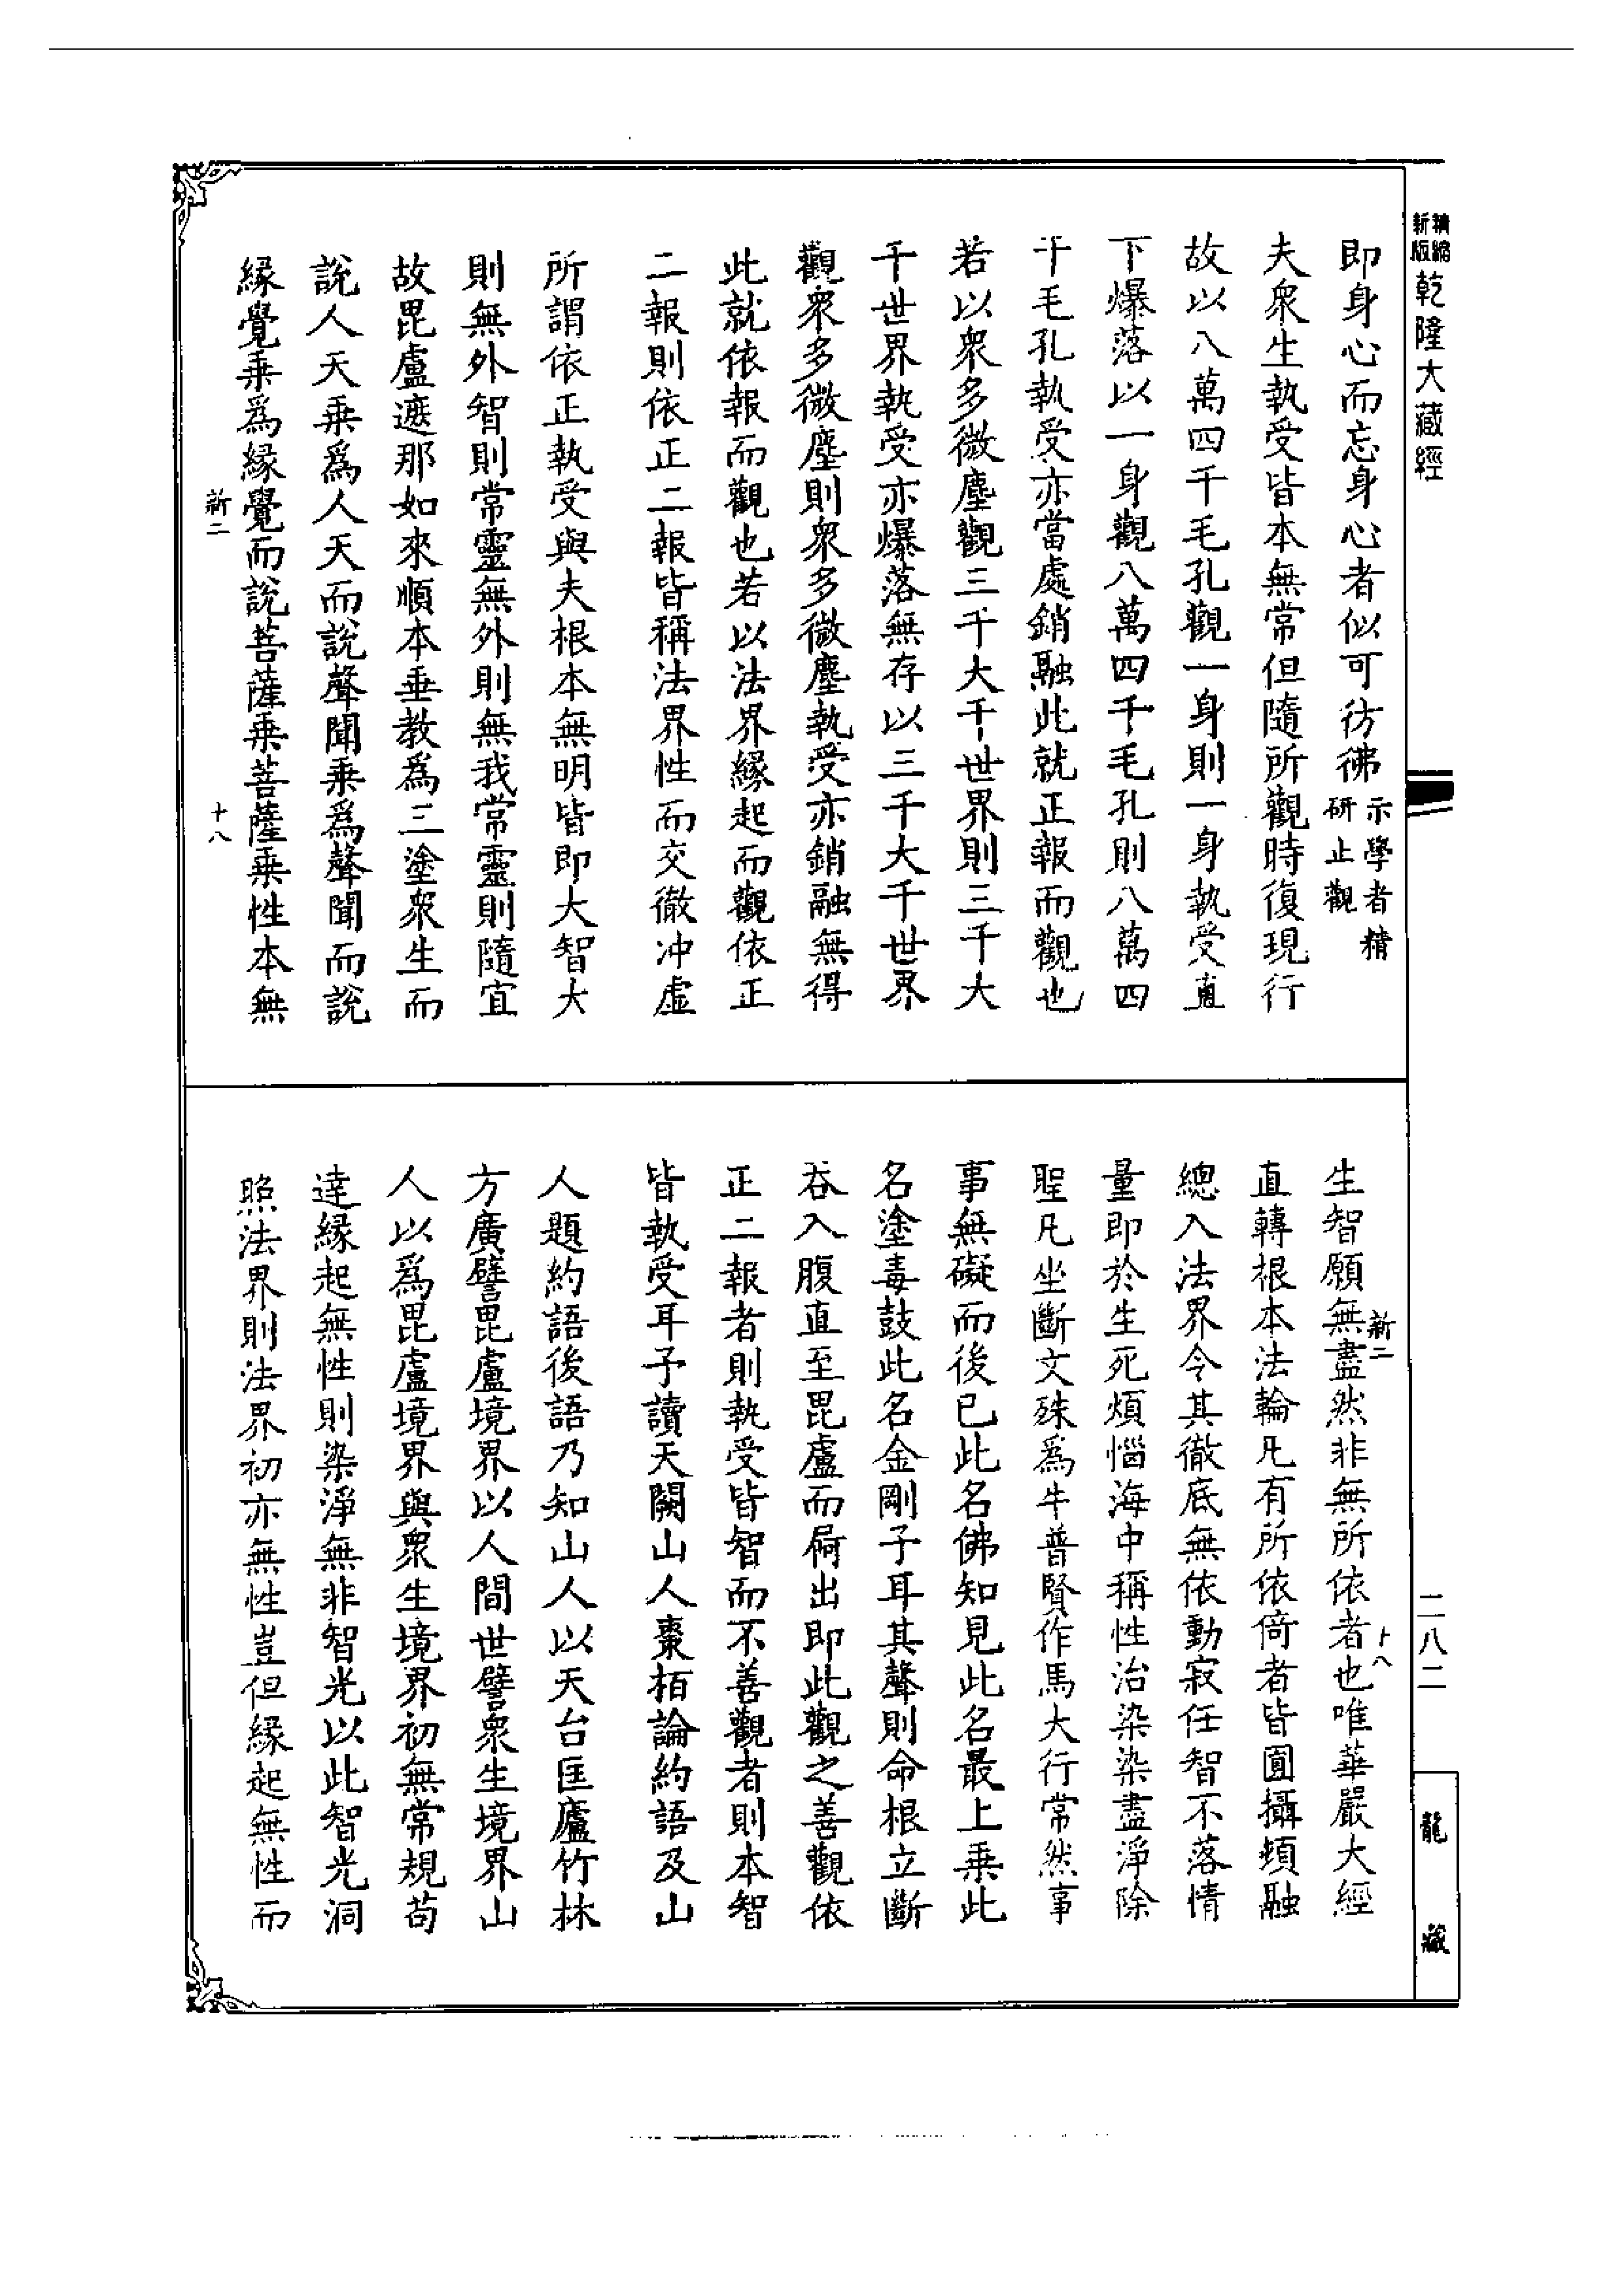 新版 精縮 乾隆大藏經
即身心而忘身心者似可彷彿示學者精研止觀
夫衆生執受皆本無常但隨所觀時復現行
故以八萬四千毛孔觀一身則一身執受直
下爆落以一身觀八萬四千毛孔則八萬四
千毛孔執受亦當處銷融此就正報而觀也
若以衆多微塵觀三千大千世界則三千大
千世界執受亦爆落無存以三千大千世界
觀衆多微塵則衆多微塵執受亦銷融無得
此就依報而觀也若以法界緣起而觀依正
二報則依正二報皆稱法界性而交徹冲虛
所謂依正執受與夫根本無明皆即大智大
則無外智則常靈無外則無我常靈則隨宜
故毘盧遮那如來順本垂教為三塗衆生而
說人天乘為人天而說聲聞乘為聲聞而說
緣覺乘為緣覺而說菩薩乘菩薩乘性本無
新二 十八
新二 十八
生智願無盡然非無所依者也唯華嚴大經
直轉根本法輪凡有所依倚者皆圓攝頓融
總入法界令其徹底無依動寂任智不落情
量即於生死煩惱海中稱性治染染盡淨除
聖凡坐斷文殊為牛普賢作馬大行常然事
事無礙而後已此名佛知見此名最上乘此
名塗毒鼓此名金剛子耳其聲則命根立斷
吞入腹直至毘盧而屙出即此觀之善觀依
正二報者則執受皆智而不善觀者則本智
皆執受耳予讀天闕山人棗栢論約語及山
人題約語後語乃知山人以天台匡廬竹林
方廣譬毘盧境界以人間世譬衆生境界山
人以為毘盧境界與衆生境界初無常規苟
達緣起無性則染淨無非智光以此智光洞
照法界則法界初亦無性豈但緣起無性而
二八二
龍藏